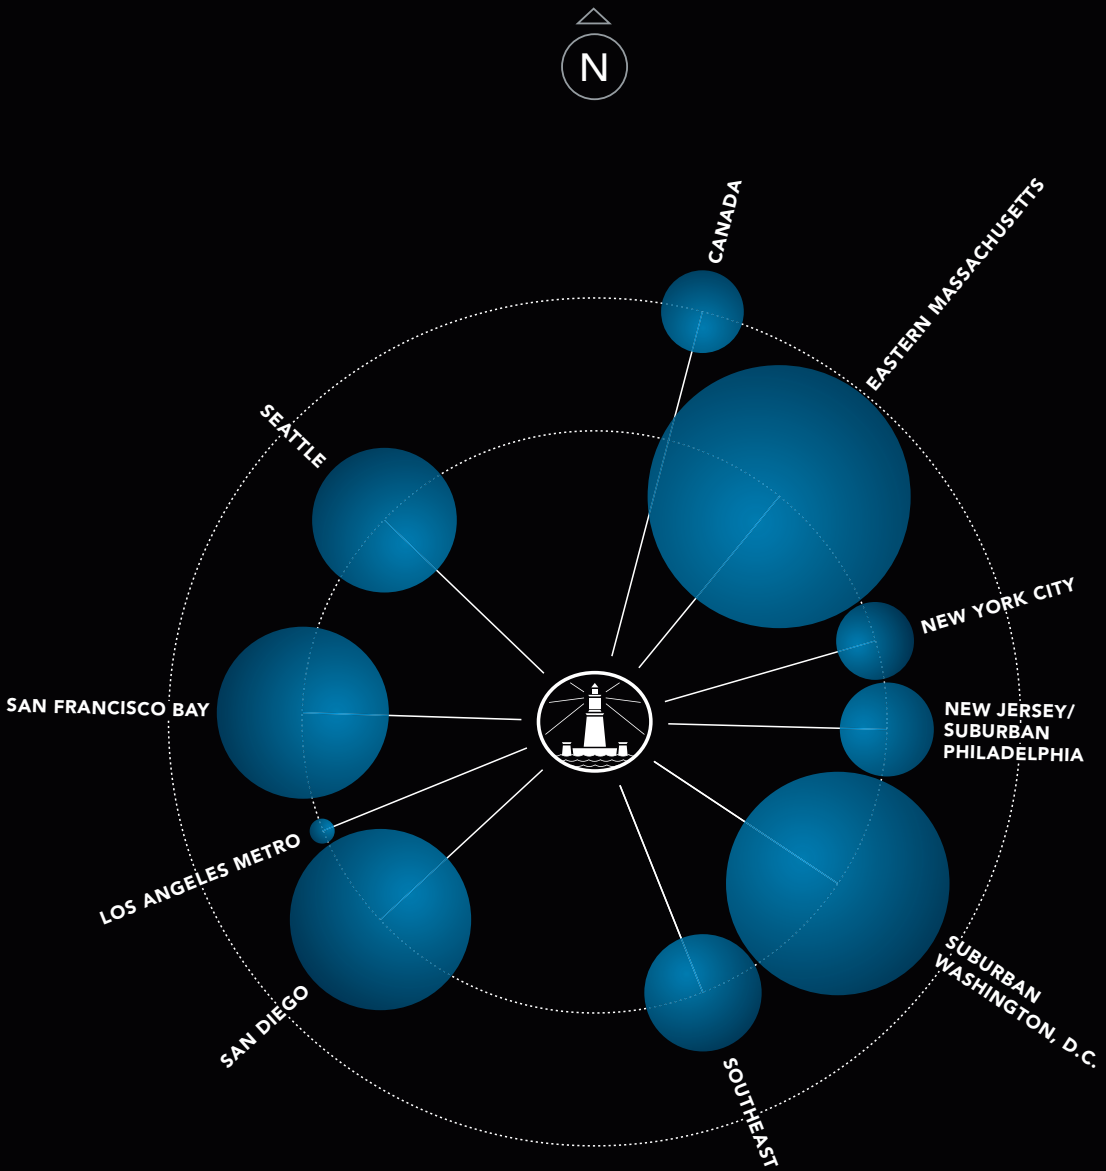 N
CANADA
EASTERN MASSACHUSETTS
SEATTLE
NEW YORK CITY
SAN FRANCISCO BAY
NEW JERSEY/
SUBURBAN
PHILADELPHIA
LOS ANGELES METRO
SUBURBAN
WASHINGTON, D.C.
SAN DIEGO
SOUTHEAST